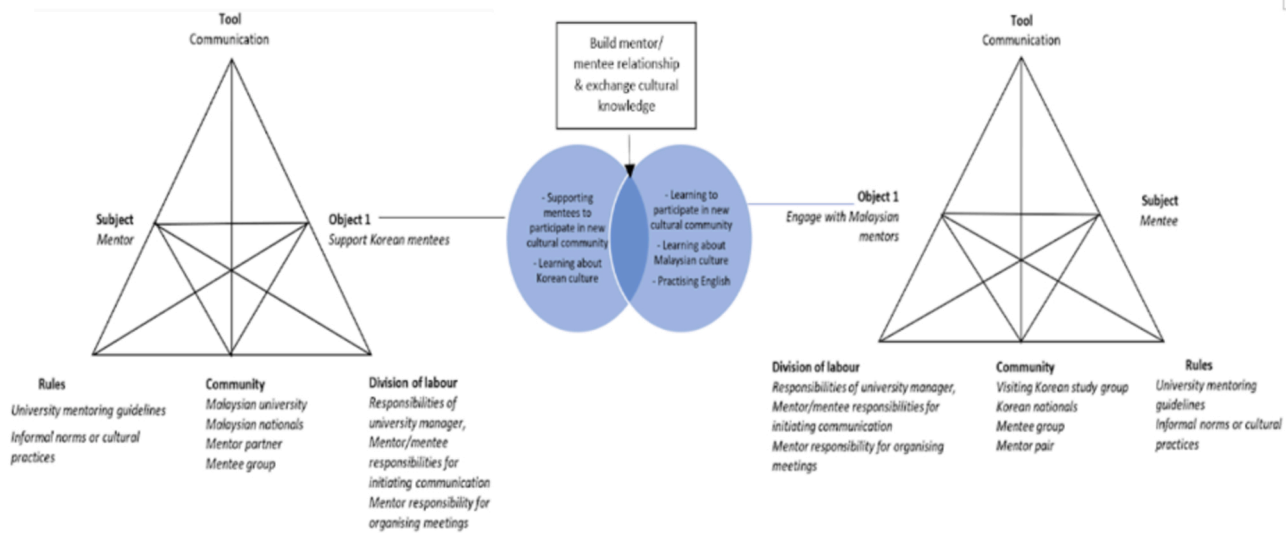 Tool
Communication
Subject
Mentor
Object 1
Support Korean mentees
Rules
University mentoring guidelines
Informal norms or cultural
practices
Community
Malaysian university
Malaysian nationals
Mentor partner
Mentee group
Division of labour
Responsibilities of
university manager,
Mentor/mentee
responsibilities for
initiating communication
Mentor responsibility for
organising meetings
Build mentor/
mentee relationship
& exchange cultural
knowledge
- Supporting
mentees to
participate in new
cultural community
- Learning about
Korean culture
- Learning to
participate in new
cultural community
- Learning about
Malaysian culture
- Practising English
Tool
Communication
Object 1
Engage with Malaysian
mentors
Subject
Mentee
Division of labour
Responsibilities of university manager,
Mentor/mentee responsibilities for
initiating communication
Mentor responsibility for organising
meetings
Community
Visiting Korean study group
Korean nationals
Mentee group
Mentor pair
Rules
University mentoring
guidelines
Informal norms or cultural
practices